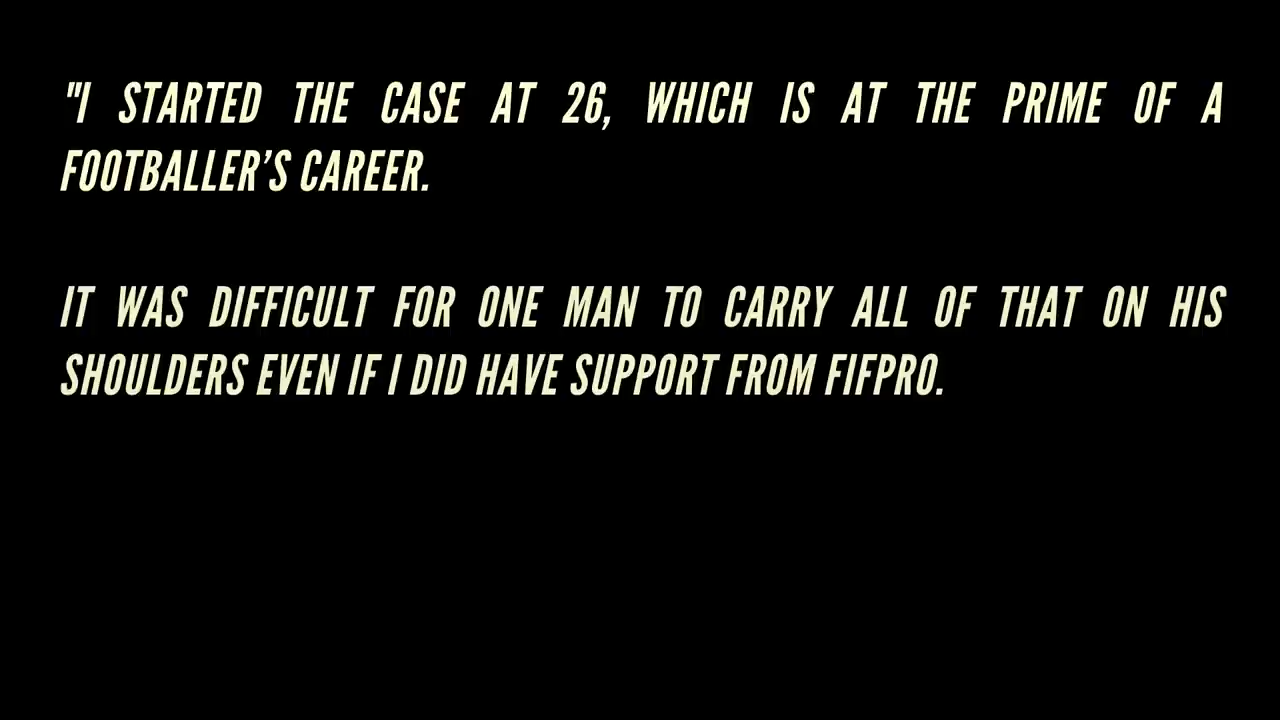 "I STARTED THE CASE AT 26, WHICH IS AT THE PRIME OF A
FOOTBALLER’S CAREER.
IT WAS DIFFICULT FOR ONE MAN TO CARRY ALL OF THAT ON HIS
SHOULDERS EVEN IF I DID HAVE SUPPORT FROM FIFPRO.